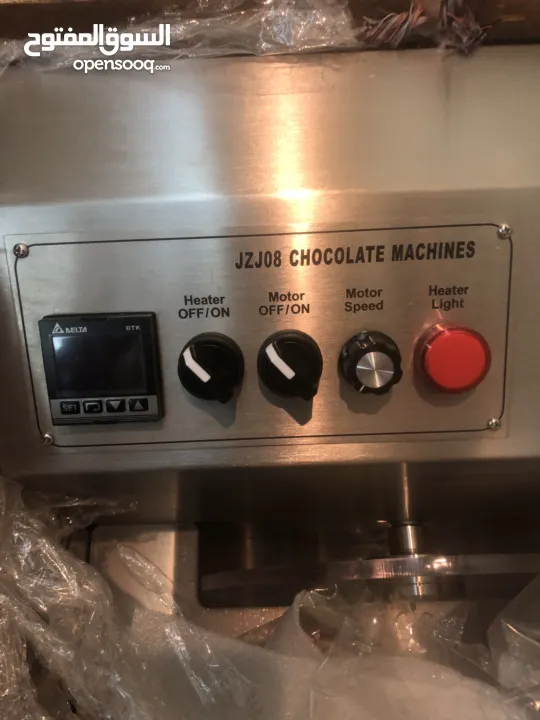 السوق المفتوح
opensooq.com
JZJ08 CHOCOLATE MACHINES
Heater
OFF/ON
Motor
OFF/ON
Motor
Speed
Heater
Light
DELTA DTK
SET